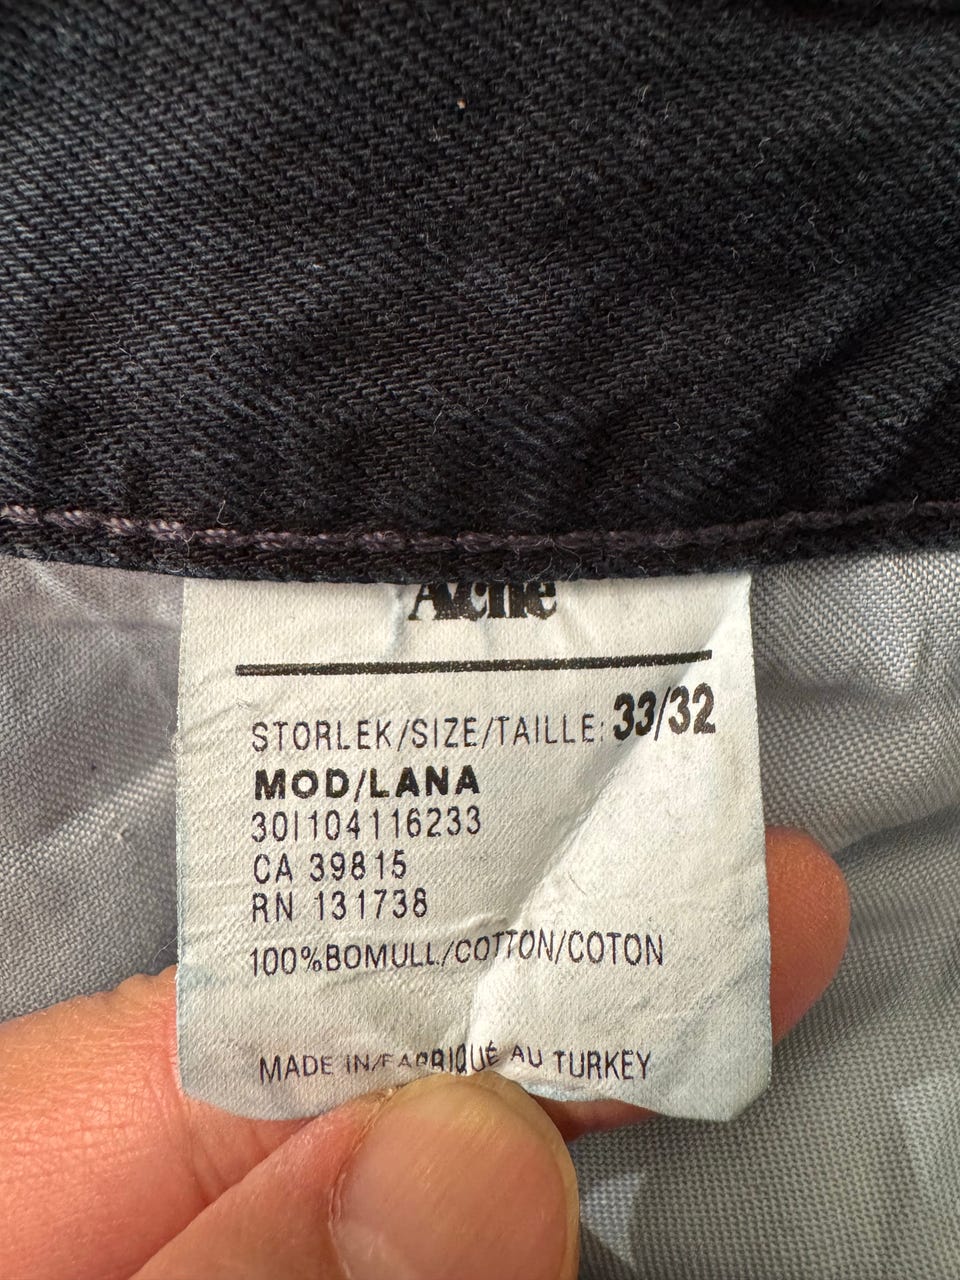 Acne
STORLEK/SIZE/TAILLE: 33/32
MOD/LANA
30I104116233
CA 39815
RN 131738
100%BOMULL/COTTON/COTON
MADE IN/FABRIQUÉ AU TURKEY